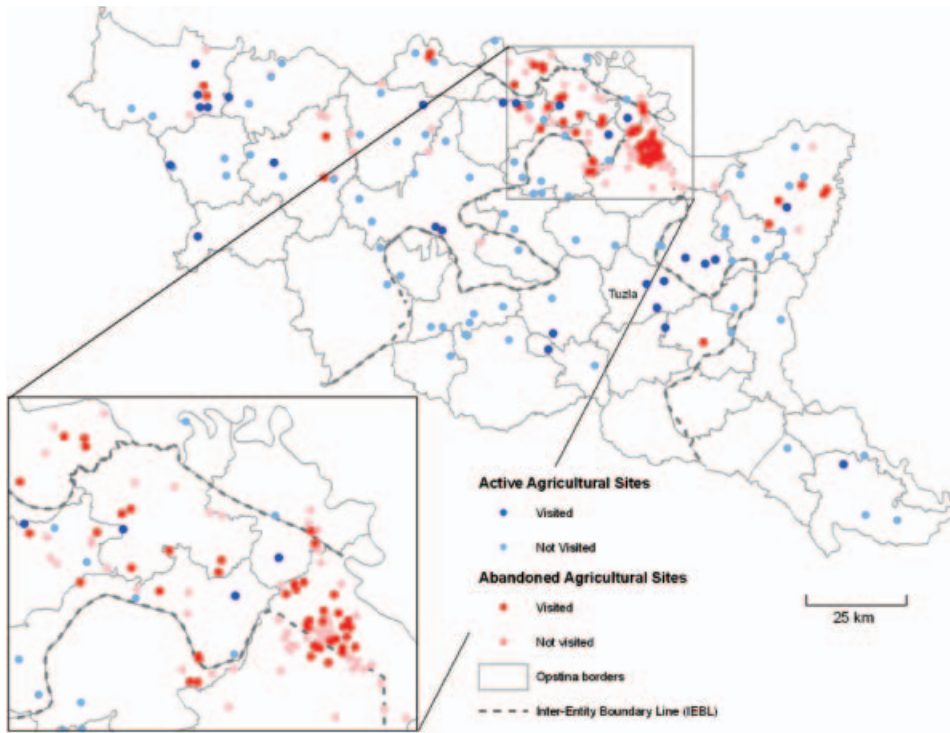 Tuzla
Active Agricultural Sites
Visited
Not Visited
Abandoned Agricultural Sites
Visited
Not visited
25 km
Opstina borders
Inter-Entity Boundary Line (IEBL)